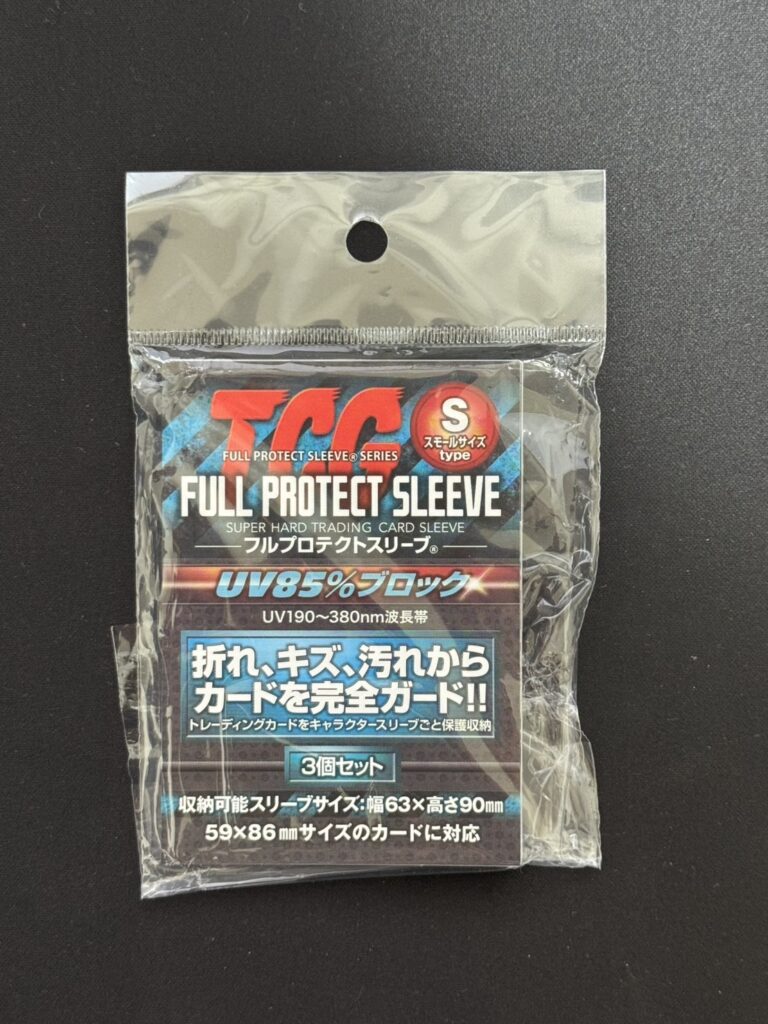 TCG
S
スモールサイズ
type
FULL PROTECT SLEEVE® SERIES
FULL PROTECT SLEEVE
SUPER HARD TRADING CARD SLEEVE
フルプロテクトスリーブ®
UV85%ブロック
UV190〜380nm波長帯
折れ、キズ、汚れから
カードを完全ガード!!
トレーディングカードをキャラクタースリーブごと保護収納
3個セット
収納可能スリーブサイズ:幅63×高さ90mm
59×86mmサイズのカードに対応